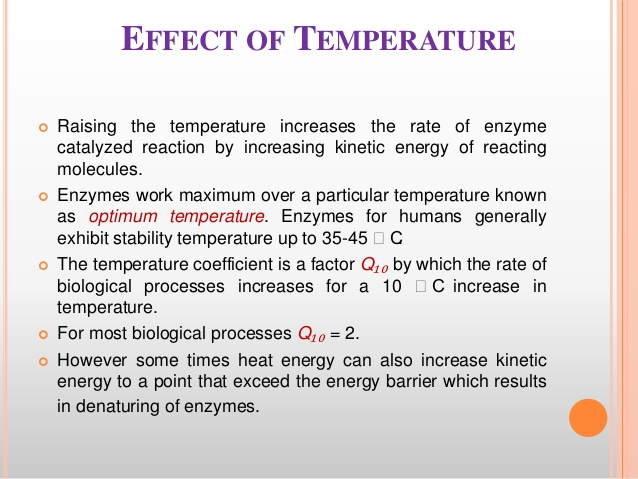 EFFECT OF TEMPERATURE
Raising the temperature increases the rate of enzyme
catalyzed reaction by increasing kinetic energy of reacting
molecules.
Enzymes work maximum over a particular temperature known
as optimum temperature. Enzymes for humans generally
exhibit stability temperature up to 35-45 □ C.
The temperature coefficient is a factor Q₁₀ by which the rate of
biological processes increases for a 10 □ C increase in
temperature.
For most biological processes Q₁₀ = 2.
However some times heat energy can also increase kinetic
energy to a point that exceed the energy barrier which results
in denaturing of enzymes.